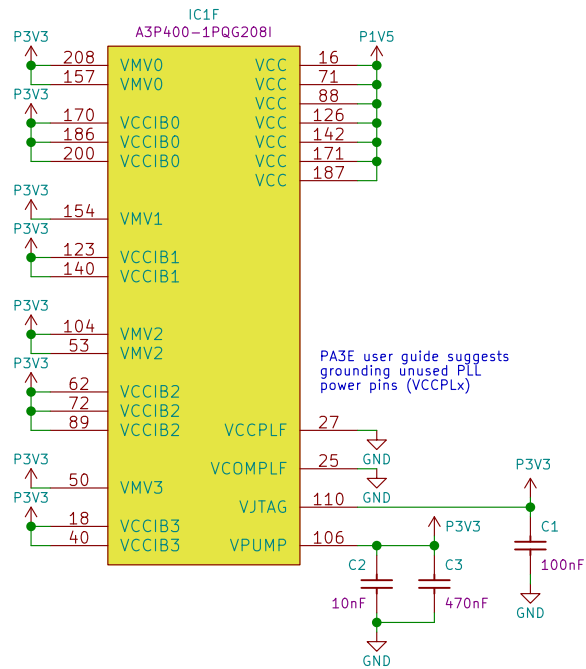 IC1F
A3P400-1PQG208I
P3V3
208 VMV0
157 VMV0
P3V3
170 VCCIB0
186 VCCIB0
200 VCCIB0
P3V3
154 VMV1
P3V3
123 VCCIB1
140 VCCIB1
P3V3
104 VMV2
53 VMV2
P3V3
62 VCCIB2
72 VCCIB2
89 VCCIB2
P3V3
50 VMV3
P3V3
18 VCCIB3
40 VCCIB3
P1V5
VCC 16
VCC 71
VCC 88
VCC 126
VCC 142
VCC 171
VCC 187
PA3E user guide suggests
grounding unused PLL
power pins (VCCPLx)
VCCPLF 27
GND
VCOMPLF 25
GND
VJTAG 110
P3V3
C1
100nF
GND
VPUMP 106
P3V3
C2
10nF
C3
470nF
GND